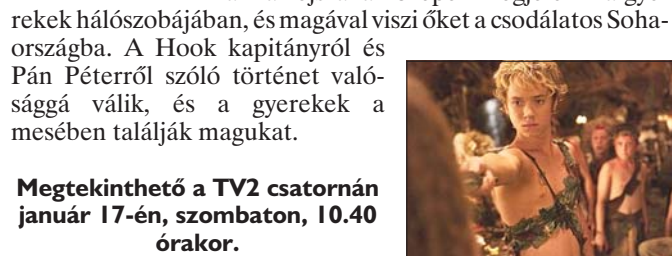 rekek hálószobájában, és magával viszi őket a csodálatos Soha-
országba. A Hook kapitányról és
Pán Péterről szóló történet való-
sággá válik, és a gyerekek a
mesében találják magukat.
Megtekinthető a TV2 csatornán
január 17-én, szombaton, 10.40
órakor.